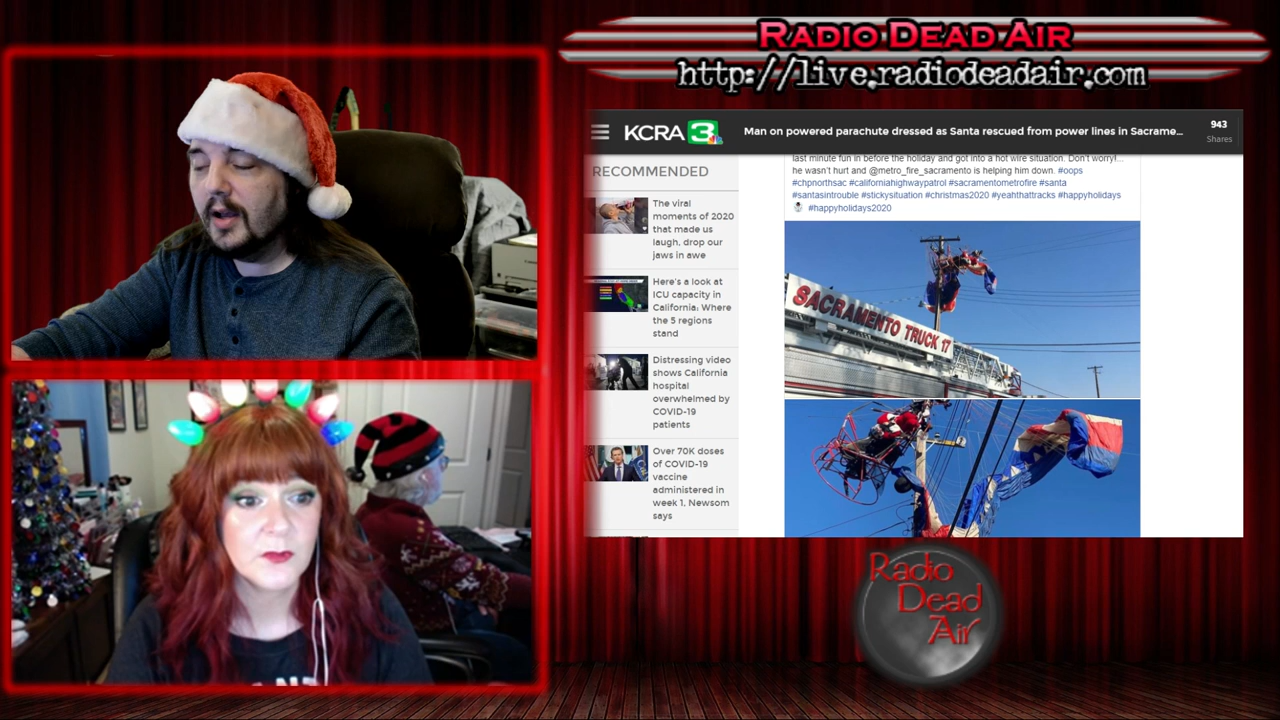 RADIO DEAD AIR
http://live.radiodeadair.com
KCRA 3
Man on powered parachute dressed as Santa rescued from power lines in Sacrame...
943
Shares
RECOMMENDED
The viral
moments of 2020
that made us
laugh, drop our
jaws in awe
Here's a look at
ICU capacity in
California: Where
the 5 regions
stand
Distressing video
shows California
hospital
overwhelmed by
COVID-19
patients
Over 70K doses
of COVID-19
vaccine
administered in
week 1, Newsom
says
last minute fun in before the holiday and got into a hot wire situation. Don't worry!...
he wasn't hurt and @metro_fire_sacramento is helping him down. #oops
#chpnorthsac #californiahighwaypatrol #sacramentometrofire #santa
#santasintrouble #stickysituation #christmas2020 #yeahthattracks #happyholidays
#happyholidays2020
SACRAMENTO TRUCK 17
Radio
Dead
Air